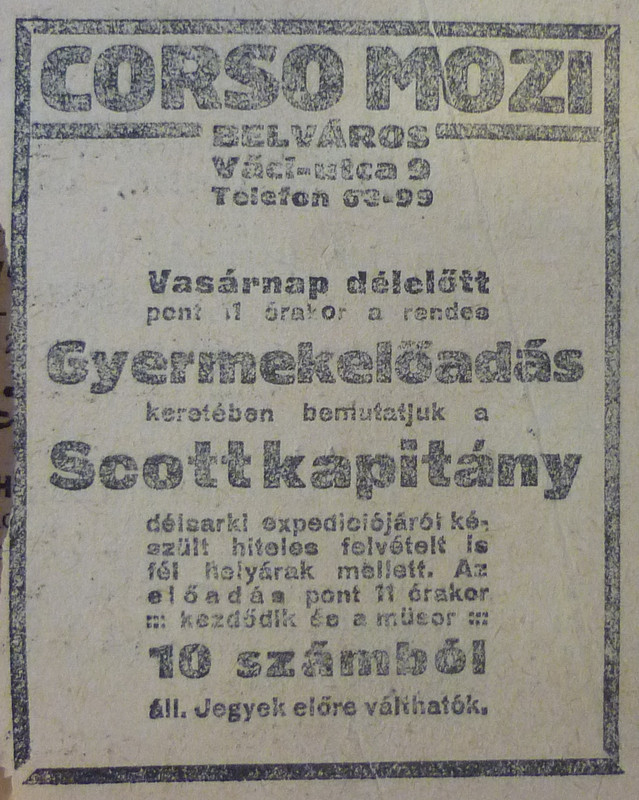 CORSO MOZI
BELVÁROS
Váci-utca 9
Telefon 63-99
Vasárnap délelőtt
pont 11 órakor a rendes
Gyermekelőadás
keretében bemutatjuk a
Scott kapitány
délsarki expediciójáról ké-
szült hiteles felvételt is
fél helyárak mellett. Az
előadás pont 11 órakor
::: kezdődik és a műsor :::
10 számból
áll. Jegyek előre válthatók.